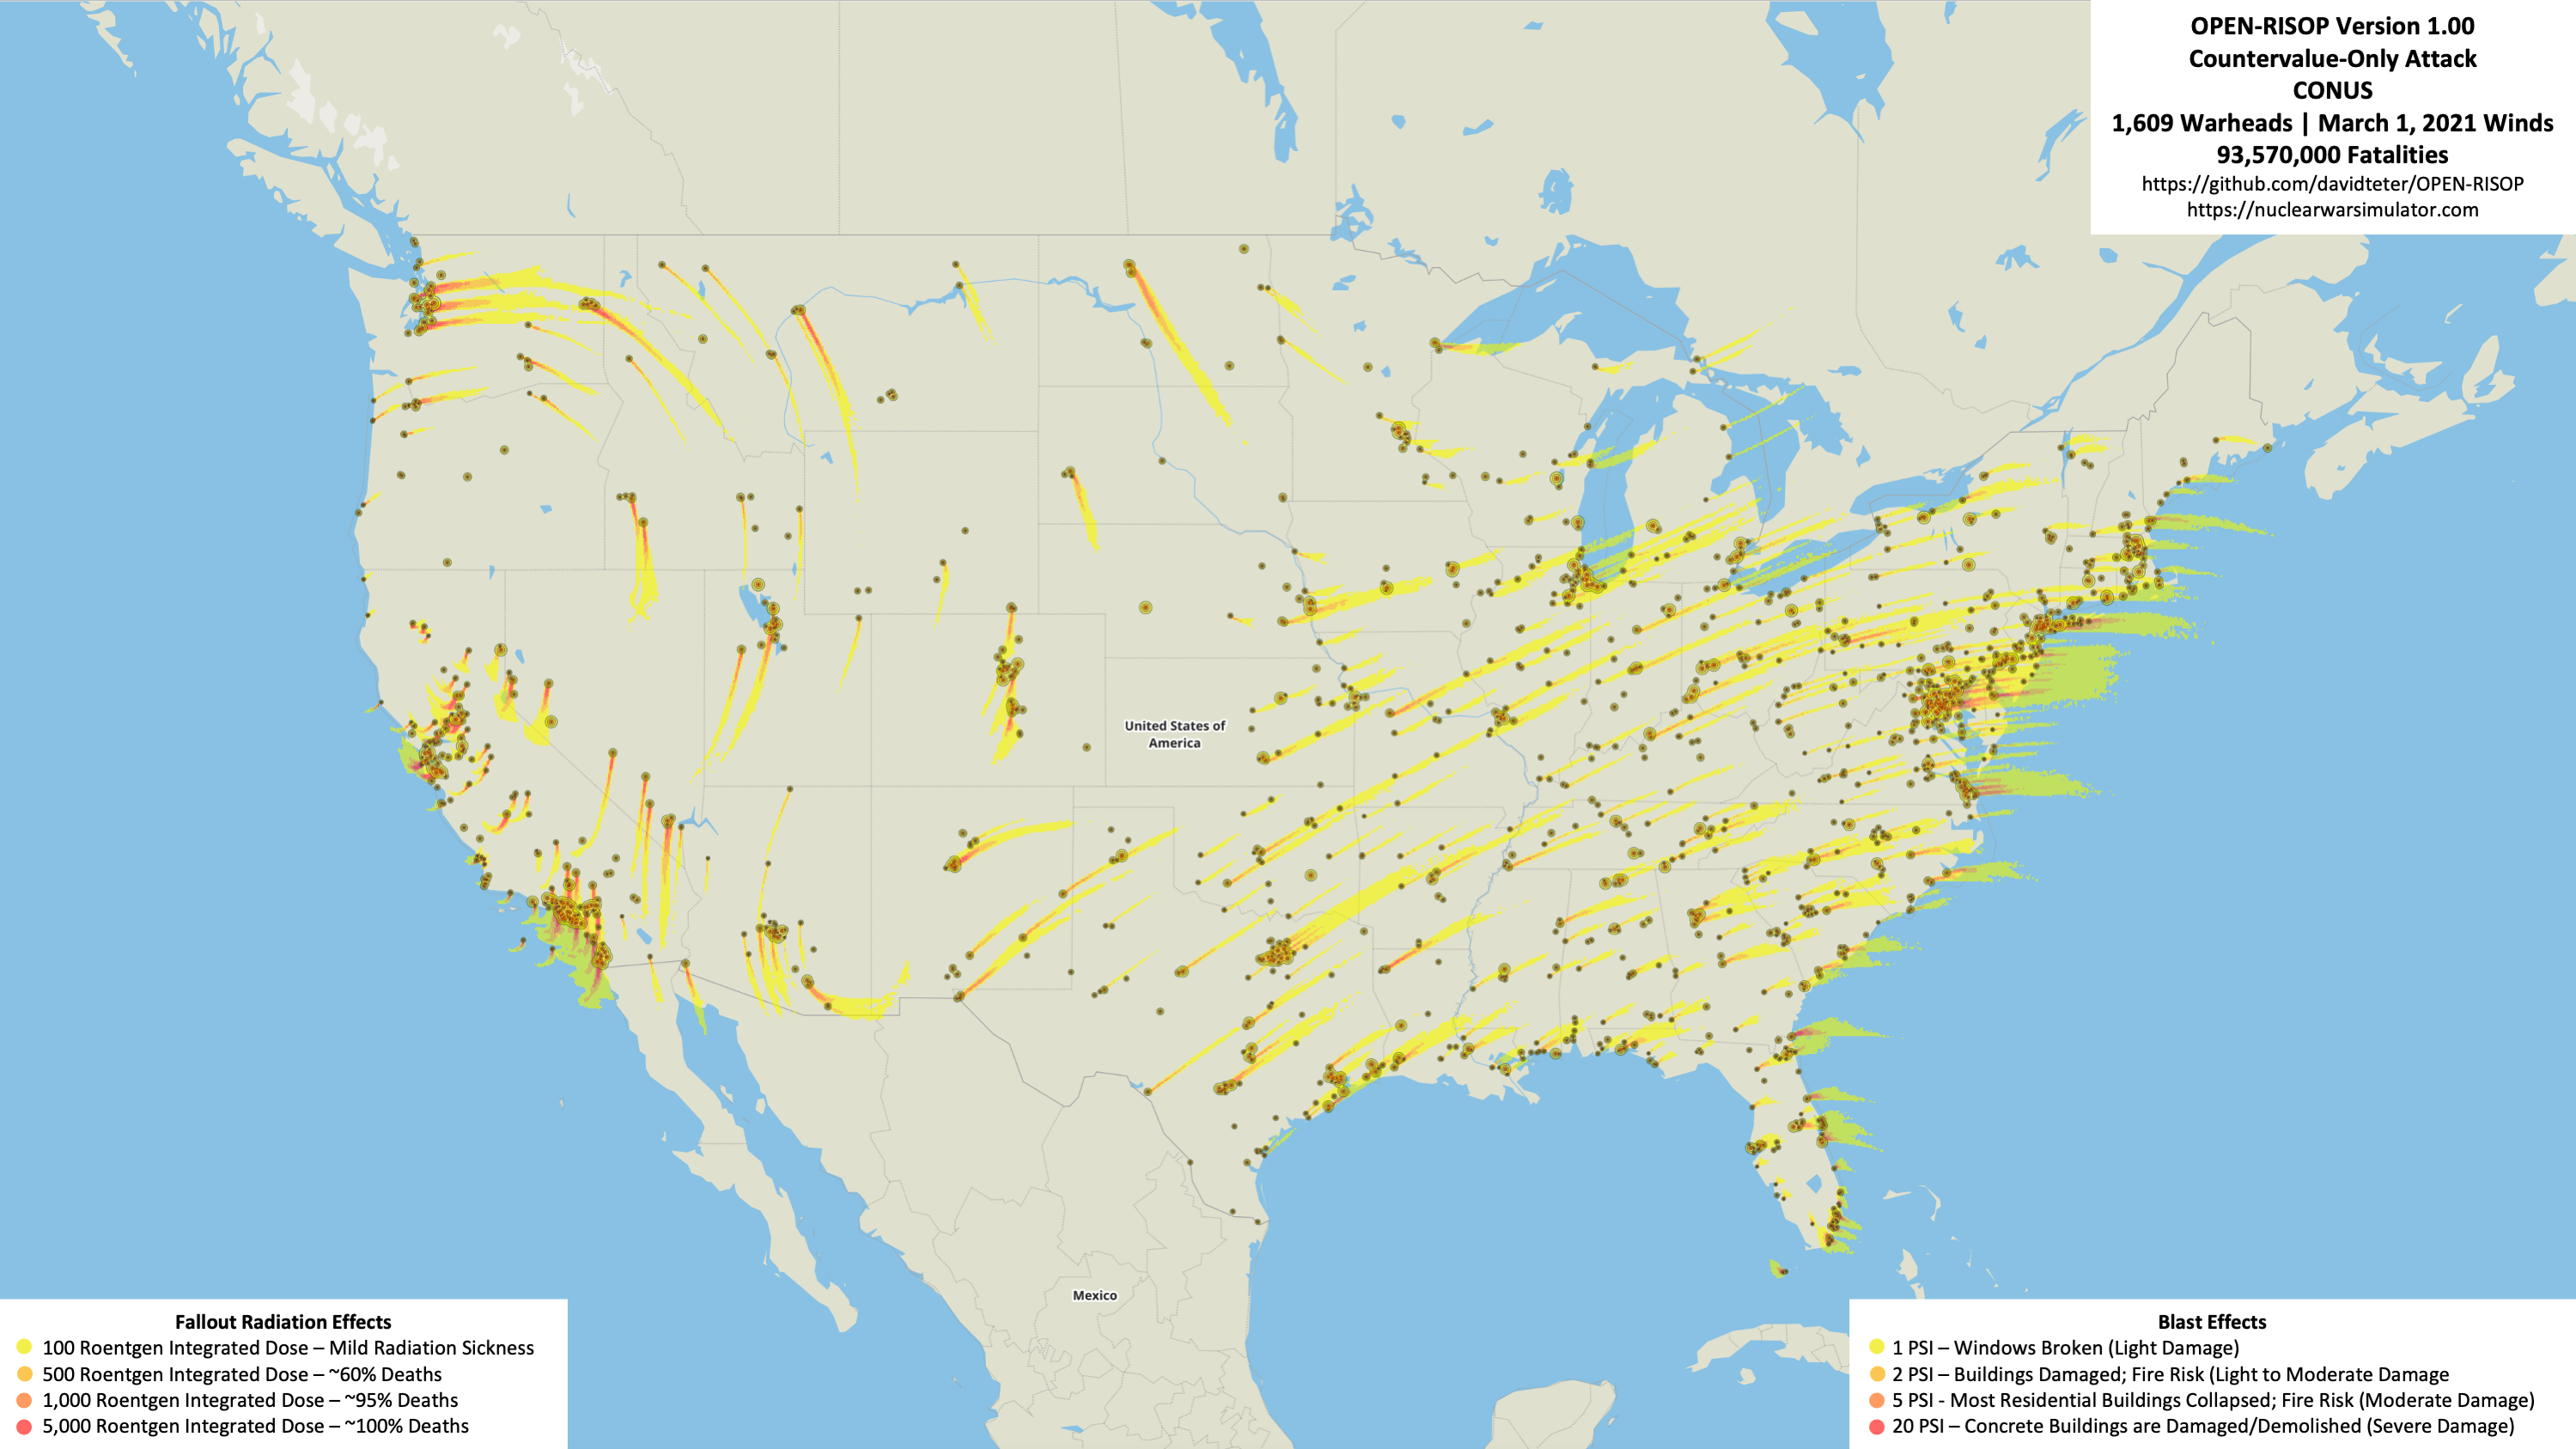 OPEN-RISOP Version 1.00
Countervalue-Only Attack
CONUS
1,609 Warheads | March 1, 2021 Winds
93,570,000 Fatalities
https://github.com/davidteter/OPEN-RISOP
https://nuclearwarsimulator.com
United States of
America
Mexico
Fallout Radiation Effects
100 Roentgen Integrated Dose – Mild Radiation Sickness
500 Roentgen Integrated Dose – ~60% Deaths
1,000 Roentgen Integrated Dose – ~95% Deaths
5,000 Roentgen Integrated Dose – ~100% Deaths
Blast Effects
1 PSI – Windows Broken (Light Damage)
2 PSI – Buildings Damaged; Fire Risk (Light to Moderate Damage
5 PSI - Most Residential Buildings Collapsed; Fire Risk (Moderate Damage)
20 PSI – Concrete Buildings are Damaged/Demolished (Severe Damage)